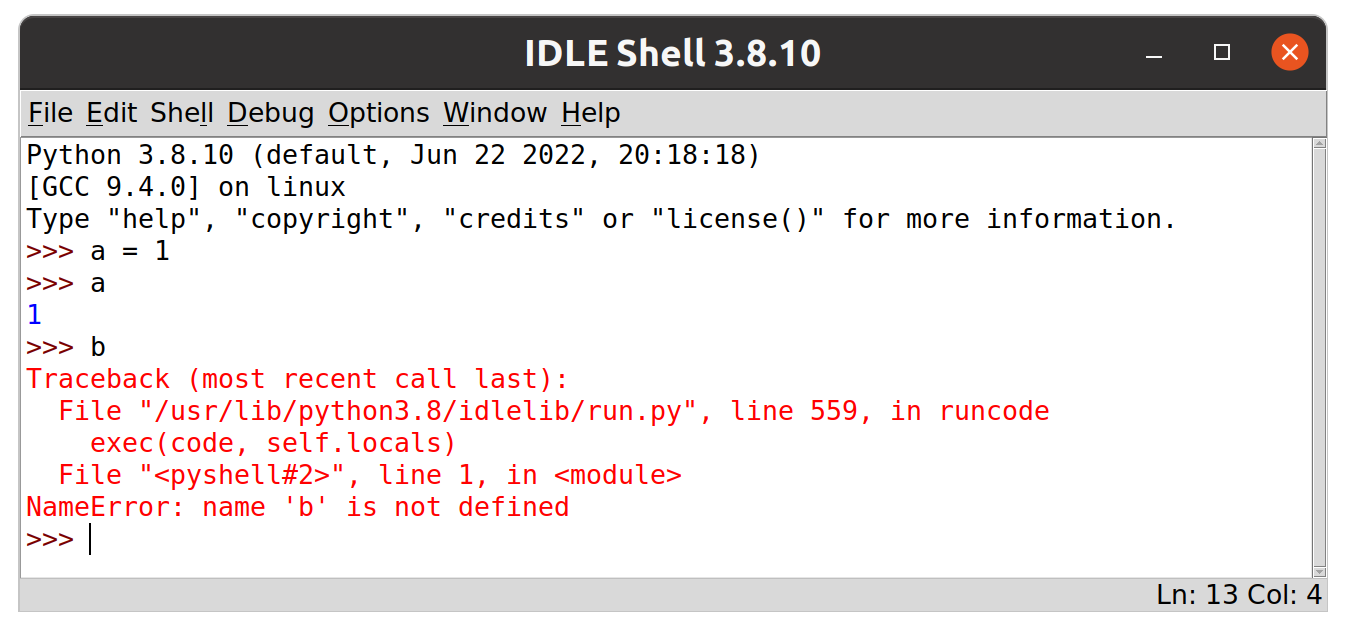 IDLE Shell 3.8.10
File Edit Shell Debug Options Window Help
Python 3.8.10 (default, Jun 22 2022, 20:18:18)
[GCC 9.4.0] on linux
Type "help", "copyright", "credits" or "license()" for more information.
>>> a = 1
>>> a
1
>>> b
Traceback (most recent call last):
  File "/usr/lib/python3.8/idlelib/run.py", line 559, in runcode
    exec(code, self.locals)
  File "<pyshell#2>", line 1, in <module>
NameError: name 'b' is not defined
>>>
Ln: 13 Col: 4